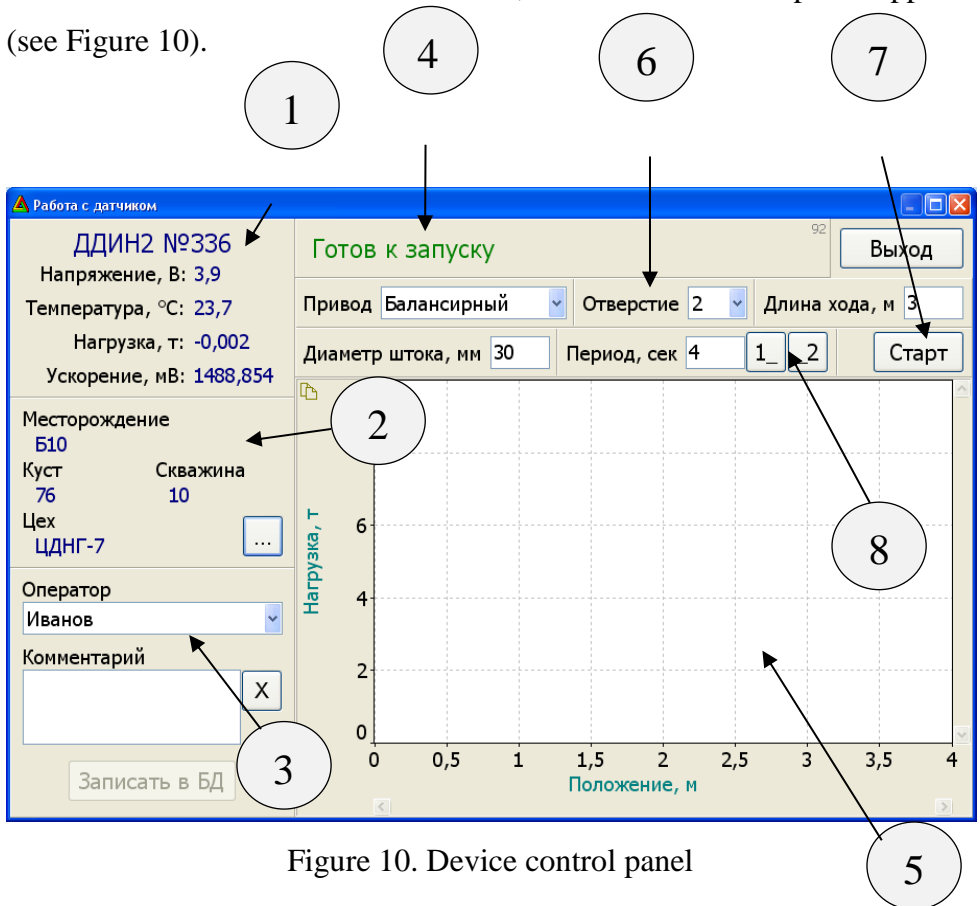 (see Figure 10).
4
6
7
1
Работа с датчиком
ДДИН2 №336
Напряжение, В: 3,9
Температура, °С: 23,7
Нагрузка, т: -0,002
Ускорение, мВ: 1488,854
Месторождение
Б10
Куст Скважина
76 10
Цех
ЦДНГ-7 ...
Оператор
Иванов
Комментарий
X
Записать в БД
Готов к запуску
92
Выход
Привод Балансирный Отверстие 2 Длина хода, м 3
Диаметр штока, мм 30 Период, сек 4 1_ _2 Старт
2
8
3
5
Нагрузка, т
6
4
2
0
0 0,5 1 1,5 2 2,5 3 3,5 4
Положение, м
Figure 10. Device control panel